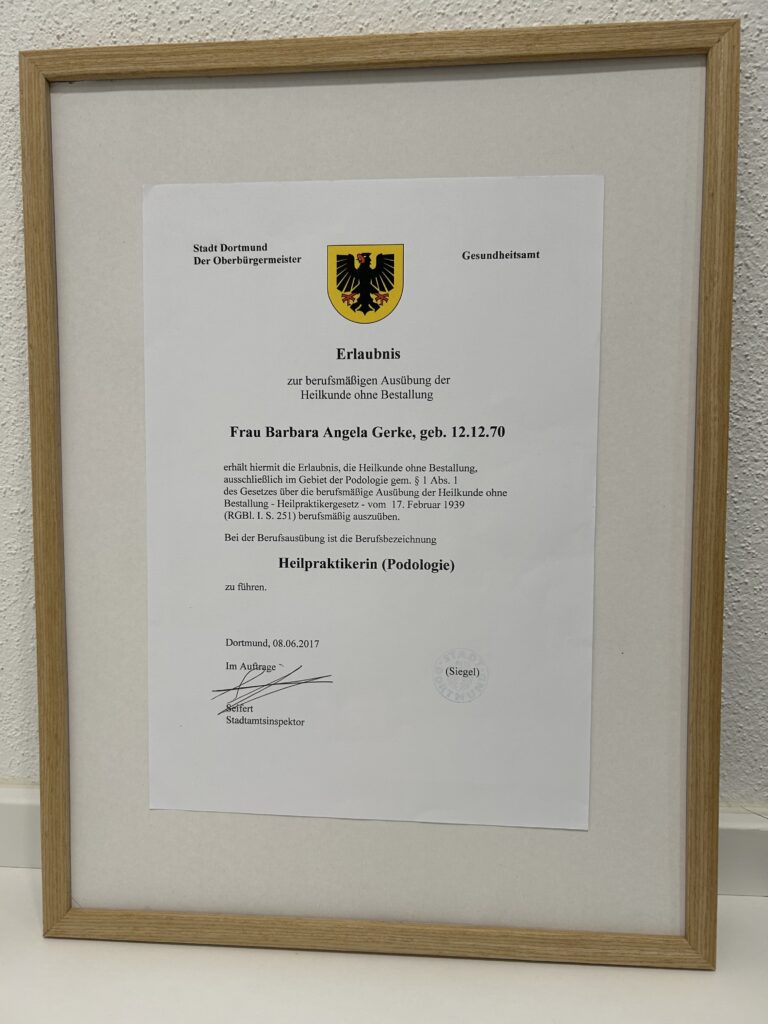 Stadt Dortmund
Der Oberbürgermeister
Gesundheitsamt
Erlaubnis
zur berufsmäßigen Ausübung der
Heilkunde ohne Bestallung
Frau Barbara Angela Gerke, geb. 12.12.70
erhält hiermit die Erlaubnis, die Heilkunde ohne Bestallung,
ausschließlich im Gebiet der Podologie gem. § 1 Abs. 1
des Gesetzes über die berufsmäßige Ausübung der Heilkunde ohne
Bestallung - Heilpraktikergesetz - vom 17. Februar 1939
(RGBl. I. S. 251) berufsmäßig auszuüben.
Bei der Berufsausübung ist die Berufsbezeichnung
Heilpraktikerin (Podologie)
zu führen.
Dortmund, 08.06.2017
Im Auftrage
(Siegel)
STADT DORTMUND
Seifert
Stadtamtsinspektor